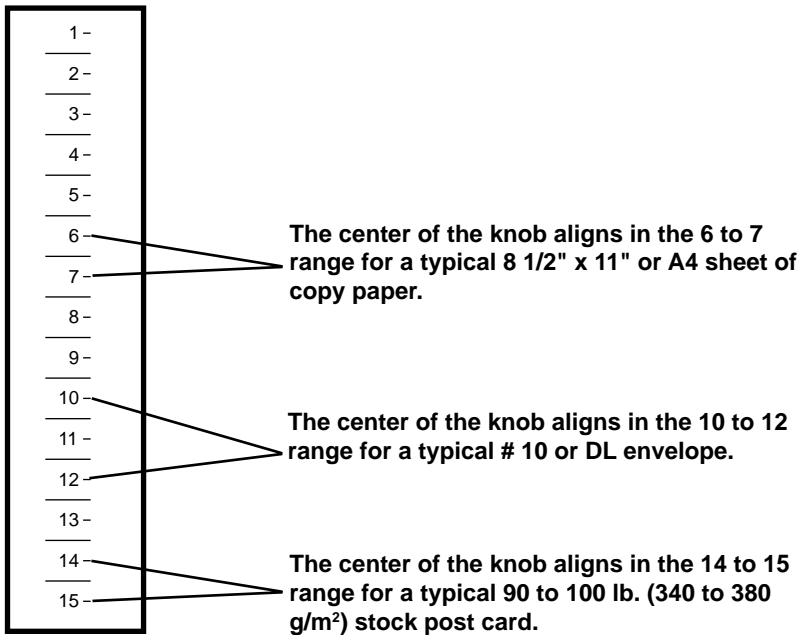 1
2
3
4
5
6
7
8
9
10
11
12
13
14
15
The center of the knob aligns in the 6 to 7
range for a typical 8 1/2" x 11" or A4 sheet of
copy paper.
The center of the knob aligns in the 10 to 12
range for a typical # 10 or DL envelope.
The center of the knob aligns in the 14 to 15
range for a typical 90 to 100 lb. (340 to 380
g/m²) stock post card.